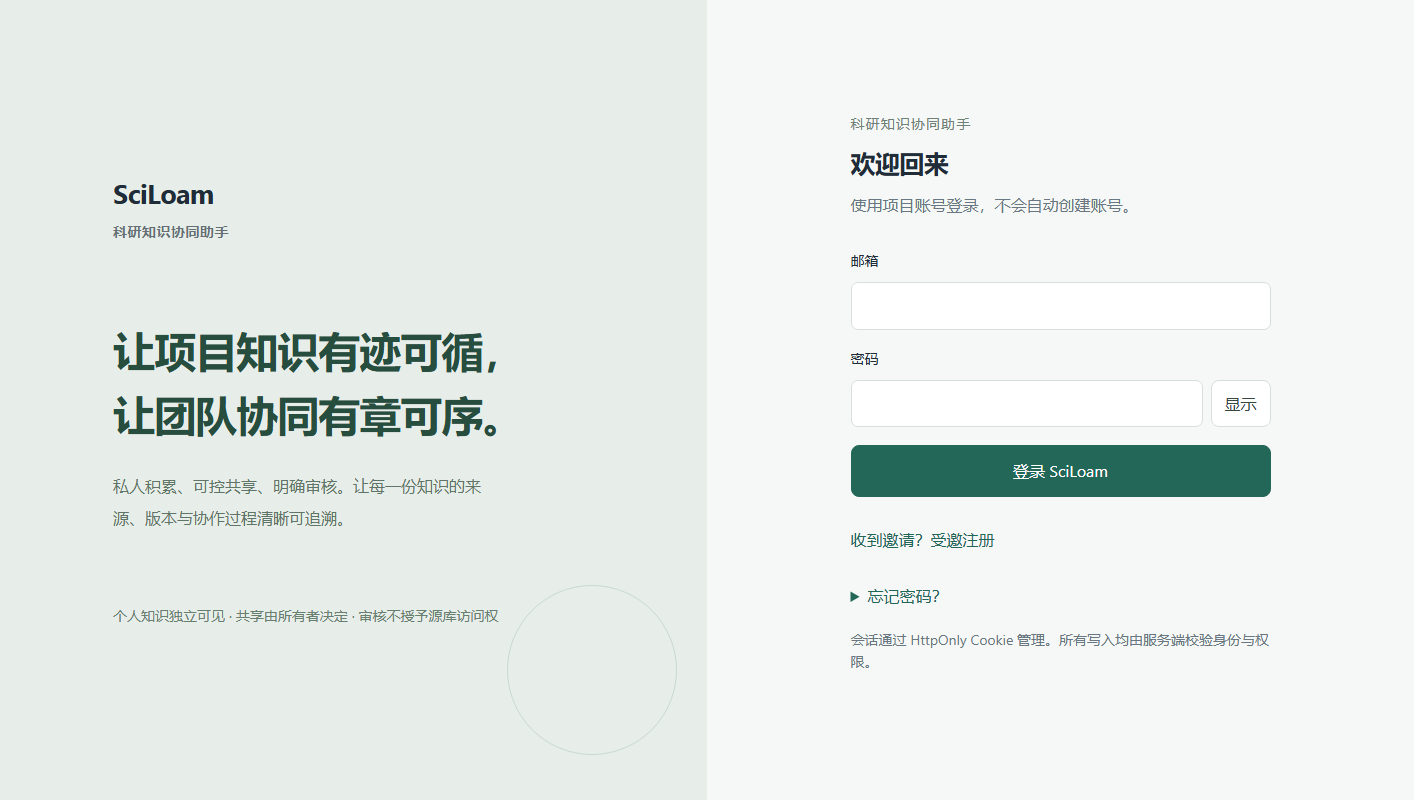 SciLoam
科研知识协同助手
让项目知识有迹可循，
让团队协同有章可序。
私人积累、可控共享、明确审核。让每一份知识的来
源、版本与协作过程清晰可追溯。
个人知识独立可见 · 共享由所有者决定 · 审核不授予源库访问权
科研知识协同助手
欢迎回来
使用项目账号登录，不会自动创建账号。
邮箱
密码
显示
登录 SciLoam
收到邀请？受邀注册
忘记密码？
会话通过 HttpOnly Cookie 管理。所有写入均由服务端校验身份与权
限。